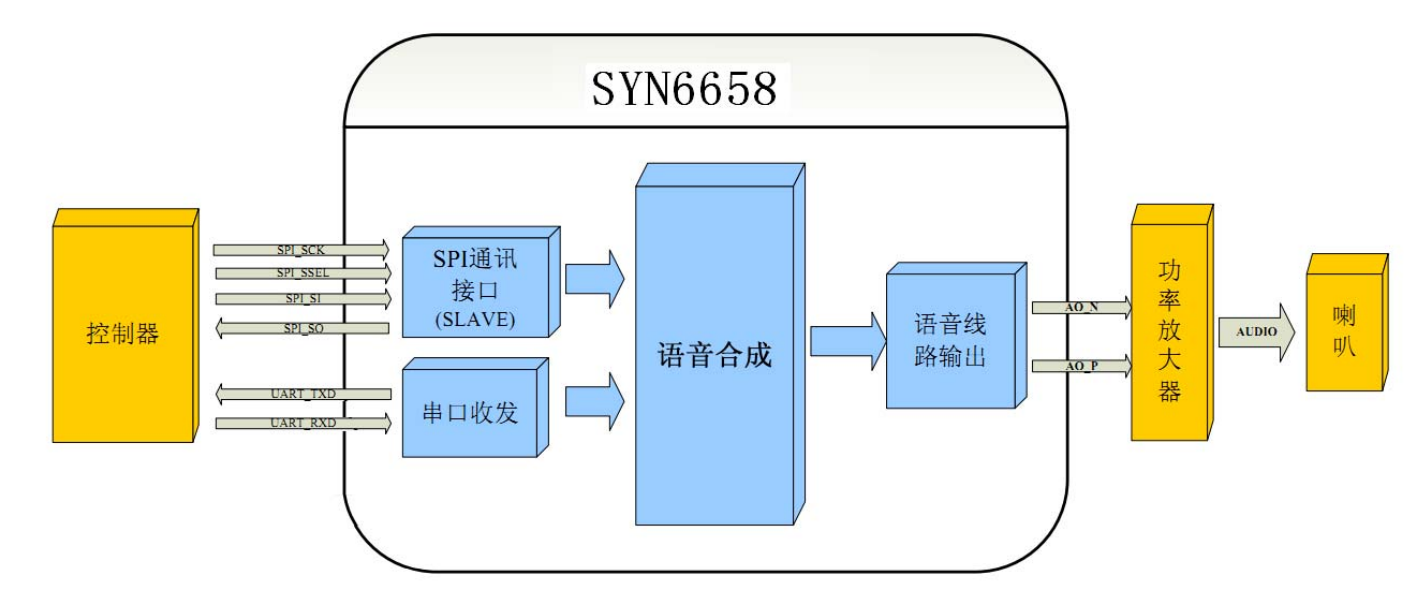 SYN6658
控制器
SPI_SCK
SPI_SSEL
SPI_SI
SPI_SO
UART_TXD
UART_RXD
SPI通讯
接口
(SLAVE)
串口收发
语音合成
语音线
路输出
AO_N
AO_P
功
率
放
大
器
AUDIO
喇
叭